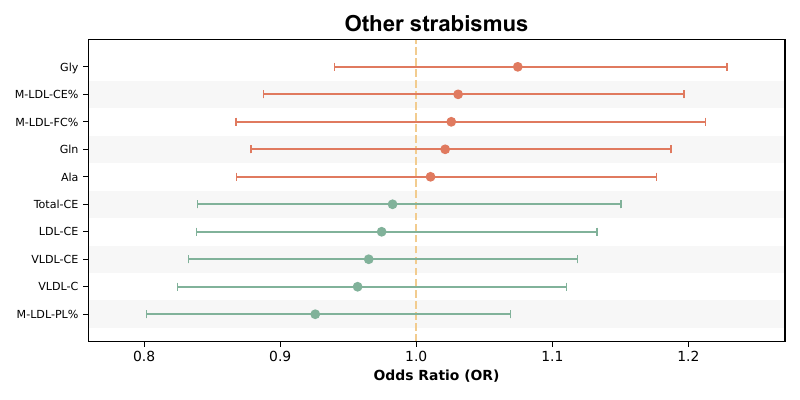 Other strabismus
Gly
M-LDL-CE%
M-LDL-FC%
Gln
Ala
Total-CE
LDL-CE
VLDL-CE
VLDL-C
M-LDL-PL%
0.8 0.9 1.0 1.1 1.2
Odds Ratio (OR)